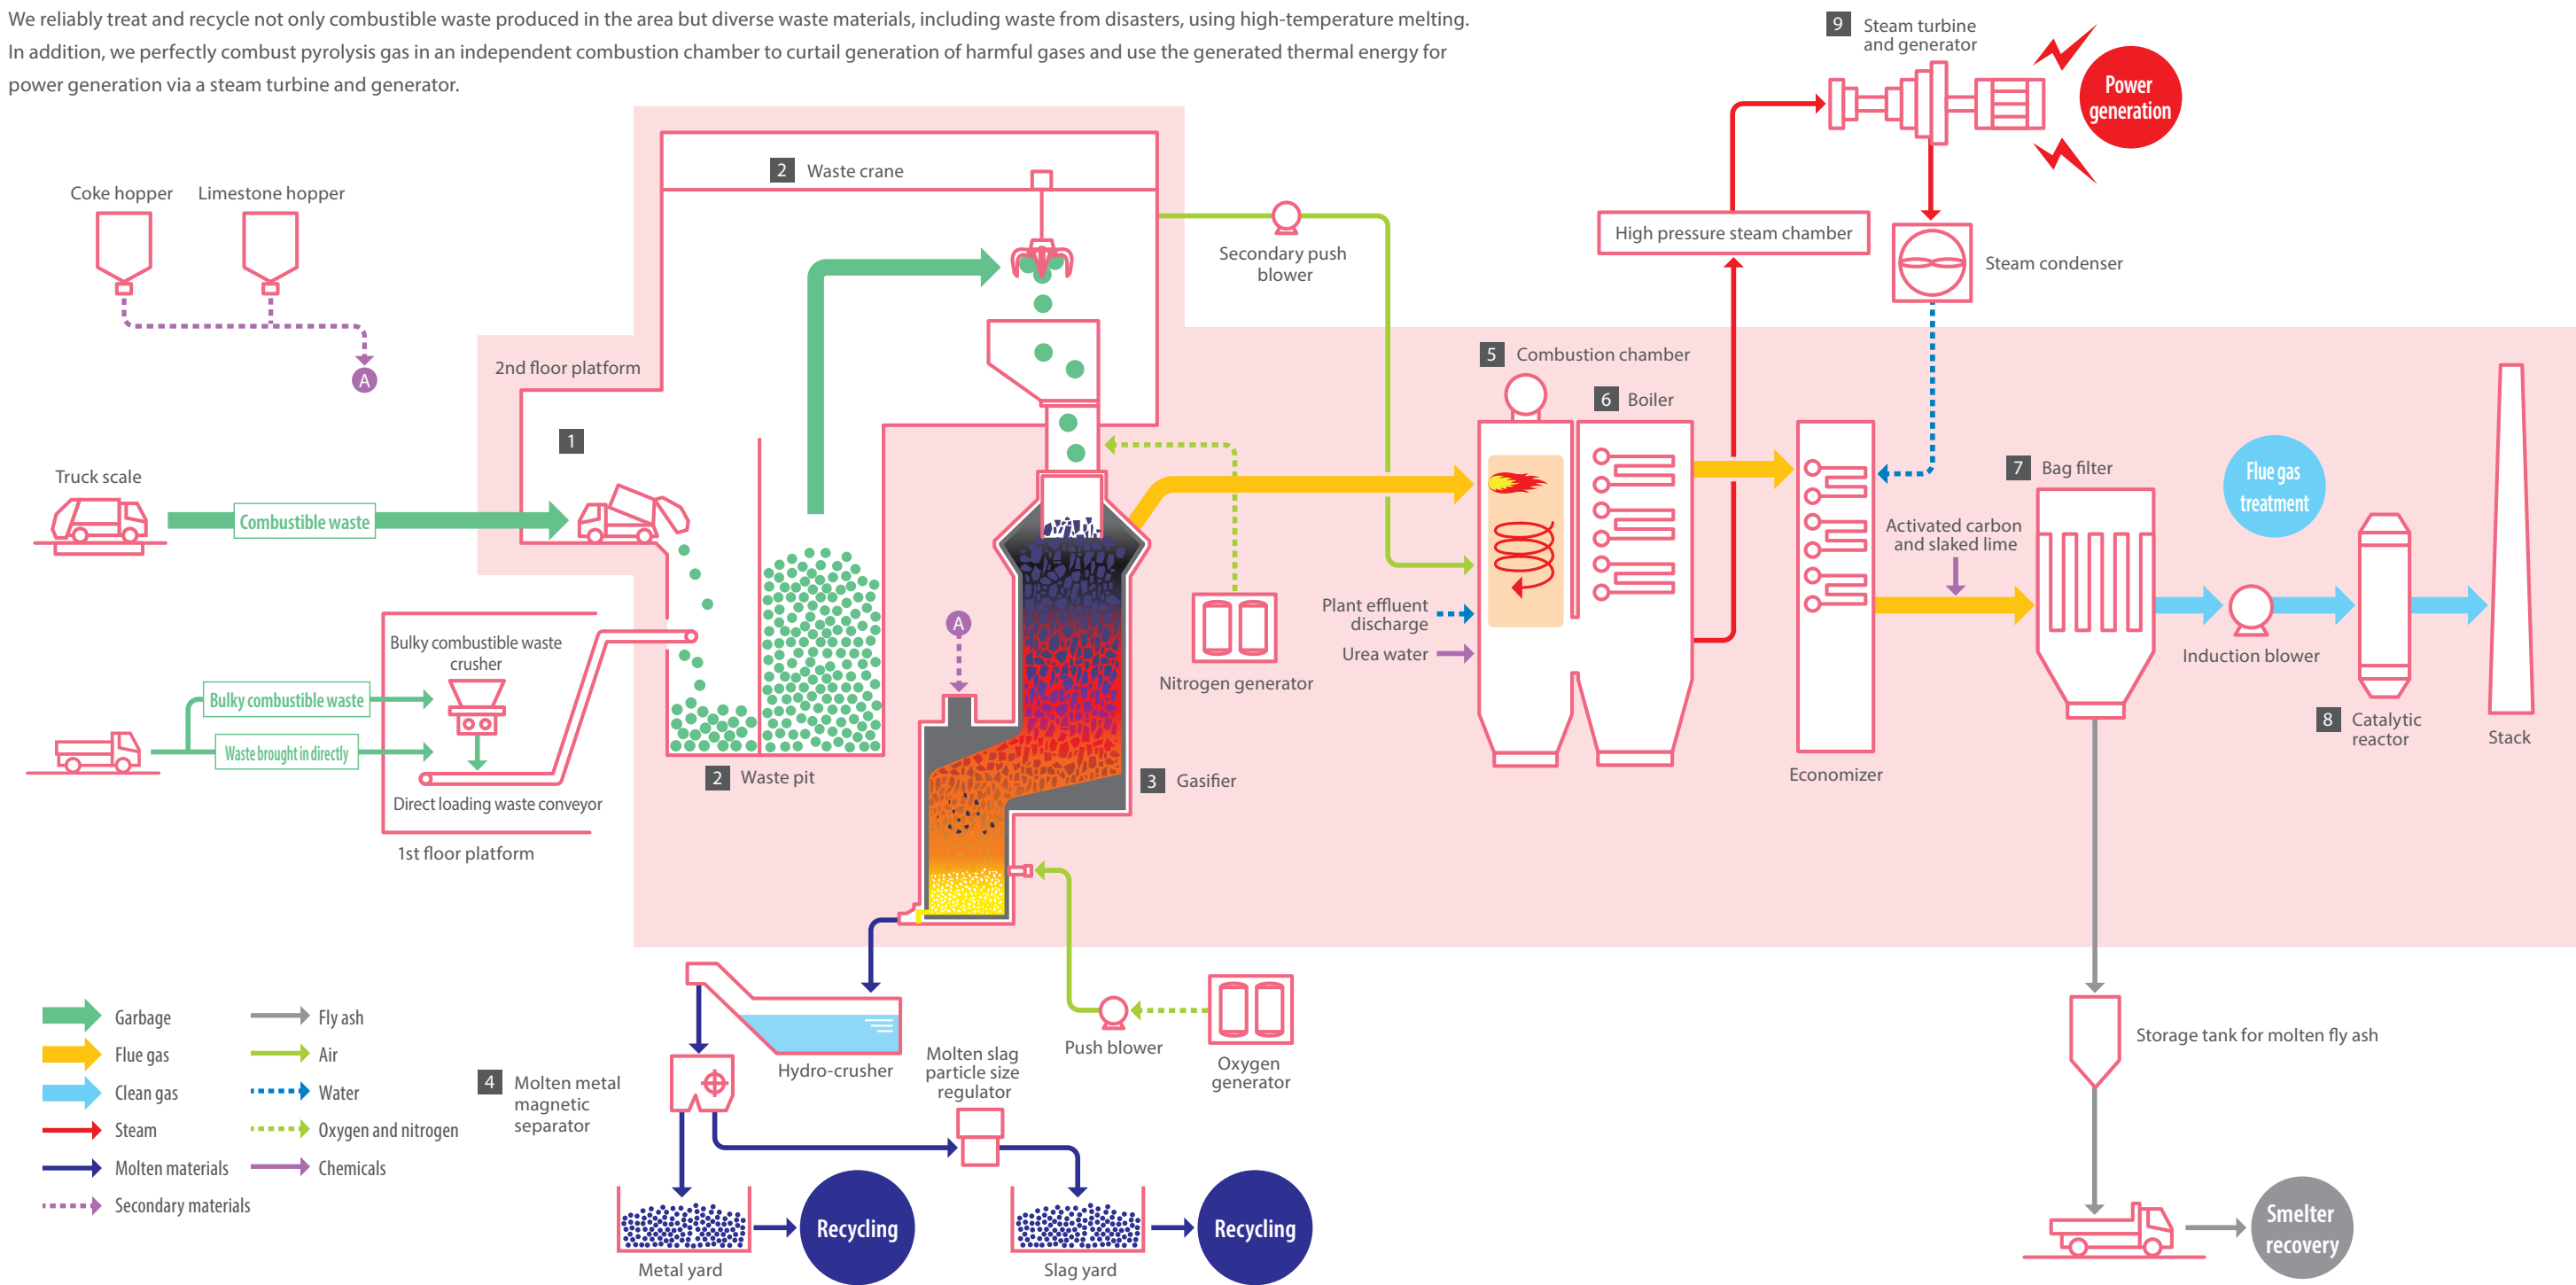 We reliably treat and recycle not only combustible waste produced in the area but diverse waste materials, including waste from disasters, using high-temperature melting.
In addition, we perfectly combust pyrolysis gas in an independent combustion chamber to curtail generation of harmful gases and use the generated thermal energy for
power generation via a steam turbine and generator.
9 Steam turbine
and generator
Power
generation
2 Waste crane
Coke hopper
Limestone hopper
A
Secondary push
blower
High pressure steam chamber
Steam condenser
2nd floor platform
1
5 Combustion chamber
6 Boiler
Truck scale
Combustible waste
7 Bag filter
Flue gas
treatment
Activated carbon
and slaked lime
Plant effluent
discharge
Urea water
A
Nitrogen generator
Bulky combustible waste
crusher
Bulky combustible waste
Waste brought in directly
Direct loading waste conveyor
1st floor platform
2 Waste pit
3 Gasifier
Economizer
Induction blower
8 Catalytic
reactor
Stack
Garbage
Flue gas
Clean gas
Steam
Molten materials
Secondary materials
Fly ash
Air
Water
Oxygen and nitrogen
Chemicals
4 Molten metal
magnetic
separator
Hydro-crusher
Molten slag
particle size
regulator
Push blower
Oxygen
generator
Storage tank for molten fly ash
Metal yard
Recycling
Slag yard
Recycling
Smelter
recovery